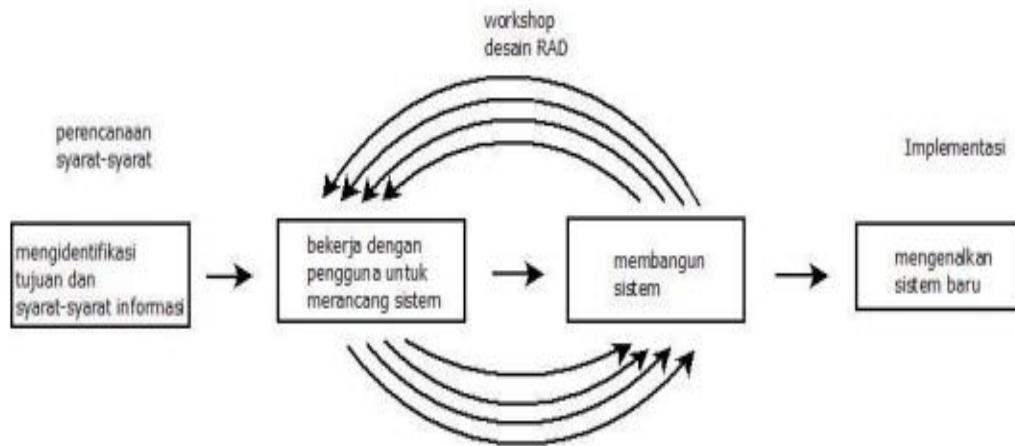 workshop
desain RAD
perencanaan
syarat-syarat
Implementasi
mengidentifikasi
tujuan dan
syarat-syarat informasi
bekerja dengan
pengguna untuk
merancang sistem
membangun
sistem
mengenalkan
sistem baru